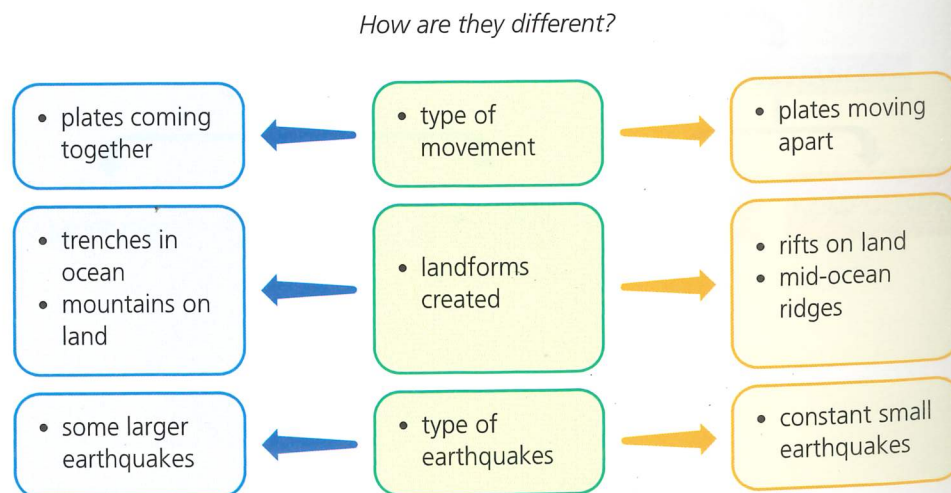 How are they different?
• plates coming
together
• type of
movement
• plates moving
apart
• trenches in
ocean
• mountains on
land
• landforms
created
• rifts on land
• mid-ocean
ridges
• some larger
earthquakes
• type of
earthquakes
• constant small
earthquakes